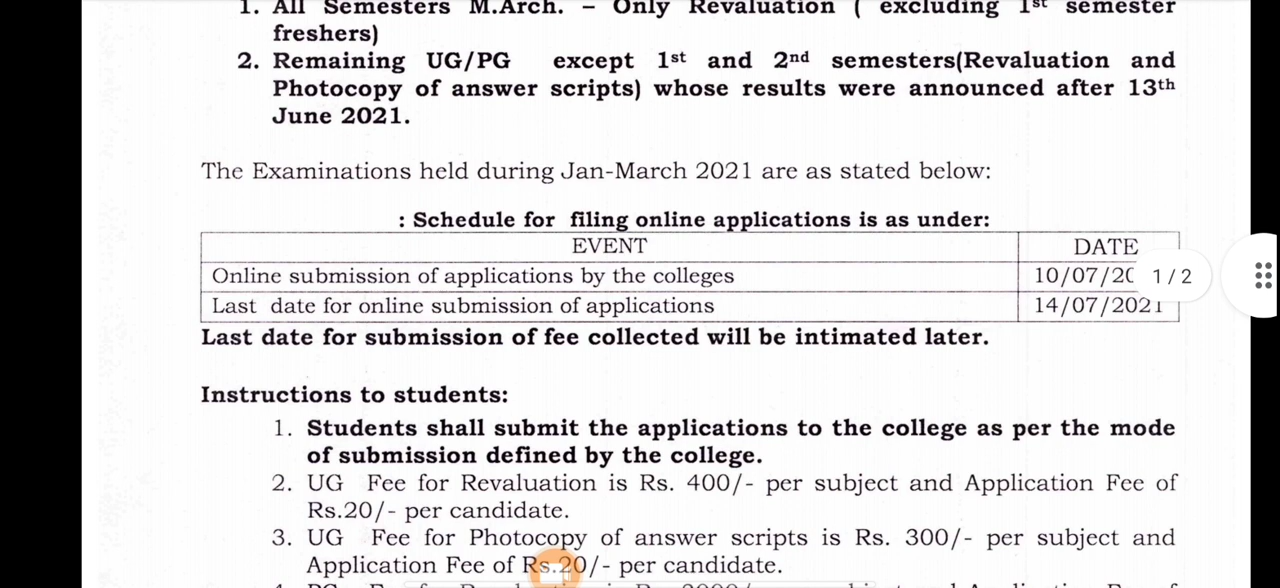 1. All Semesters M.Arch. – Only Revaluation ( excluding 1st semester
freshers)
2. Remaining UG/PG except 1st and 2nd semesters(Revaluation and
Photocopy of answer scripts) whose results were announced after 13th
June 2021.
The Examinations held during Jan-March 2021 are as stated below:
: Schedule for filing online applications is as under:
EVENT DATE
Online submission of applications by the colleges 10/07/20
1 / 2
Last date for online submission of applications 14/07/2021
Last date for submission of fee collected will be intimated later.
Instructions to students:
1. Students shall submit the applications to the college as per the mode
of submission defined by the college.
2. UG Fee for Revaluation is Rs. 400/- per subject and Application Fee of
Rs.20/- per candidate.
3. UG Fee for Photocopy of answer scripts is Rs. 300/- per subject and
Application Fee of Rs.20/- per candidate.